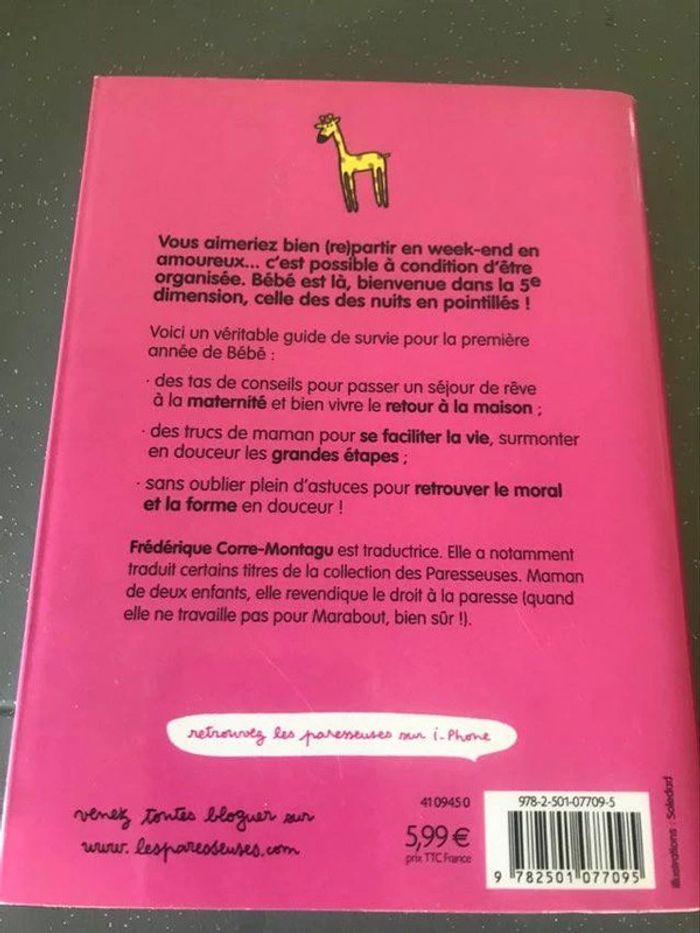 Vous aimeriez bien (re)partir en week-end en
amoureux... c'est possible à condition d'être
organisée. Bébé est là, bienvenue dans la 5e
dimension, celle des des nuits en pointillés !
Voici un véritable guide de survie pour la première
année de Bébé :
· des tas de conseils pour passer un séjour de rêve
à la maternité et bien vivre le retour à la maison ;
· des trucs de maman pour se faciliter la vie, surmonter
en douceur les grandes étapes ;
· sans oublier plein d'astuces pour retrouver le moral
et la forme en douceur !
Frédérique Corre-Montagu est traductrice. Elle a notamment
traduit certains titres de la collection des Paresseuses. Maman
de deux enfants, elle revendique le droit à la paresse (quand
elle ne travaille pas pour Marabout, bien sûr !).
retrouvez les paresseuses sur i-Phone
venez toutes bloguer sur
www.lesparesseuses.com
41 0945 0
5,99 €
prix TTC France
978-2-501-07709-5
9 782501 077095
illustrations : Soledad